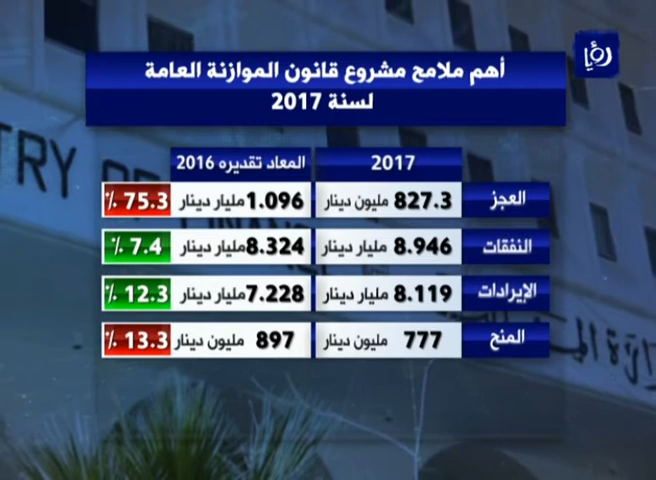 رؤيا
أهم ملامح مشروع قانون الموازنة العامة
لسنة 2017
2017 المعاد تقديره 2016
العجز 827.3 مليون دينار 1.096 مليار دينار 75.3 %
النفقات 8.946 مليار دينار 8.324 مليار دينار 7.4 %
الإيرادات 8.119 مليار دينار 7.228 مليار دينار 12.3 %
المنح 777 مليون دينار 897 مليون دينار 13.3 %
TRY OF